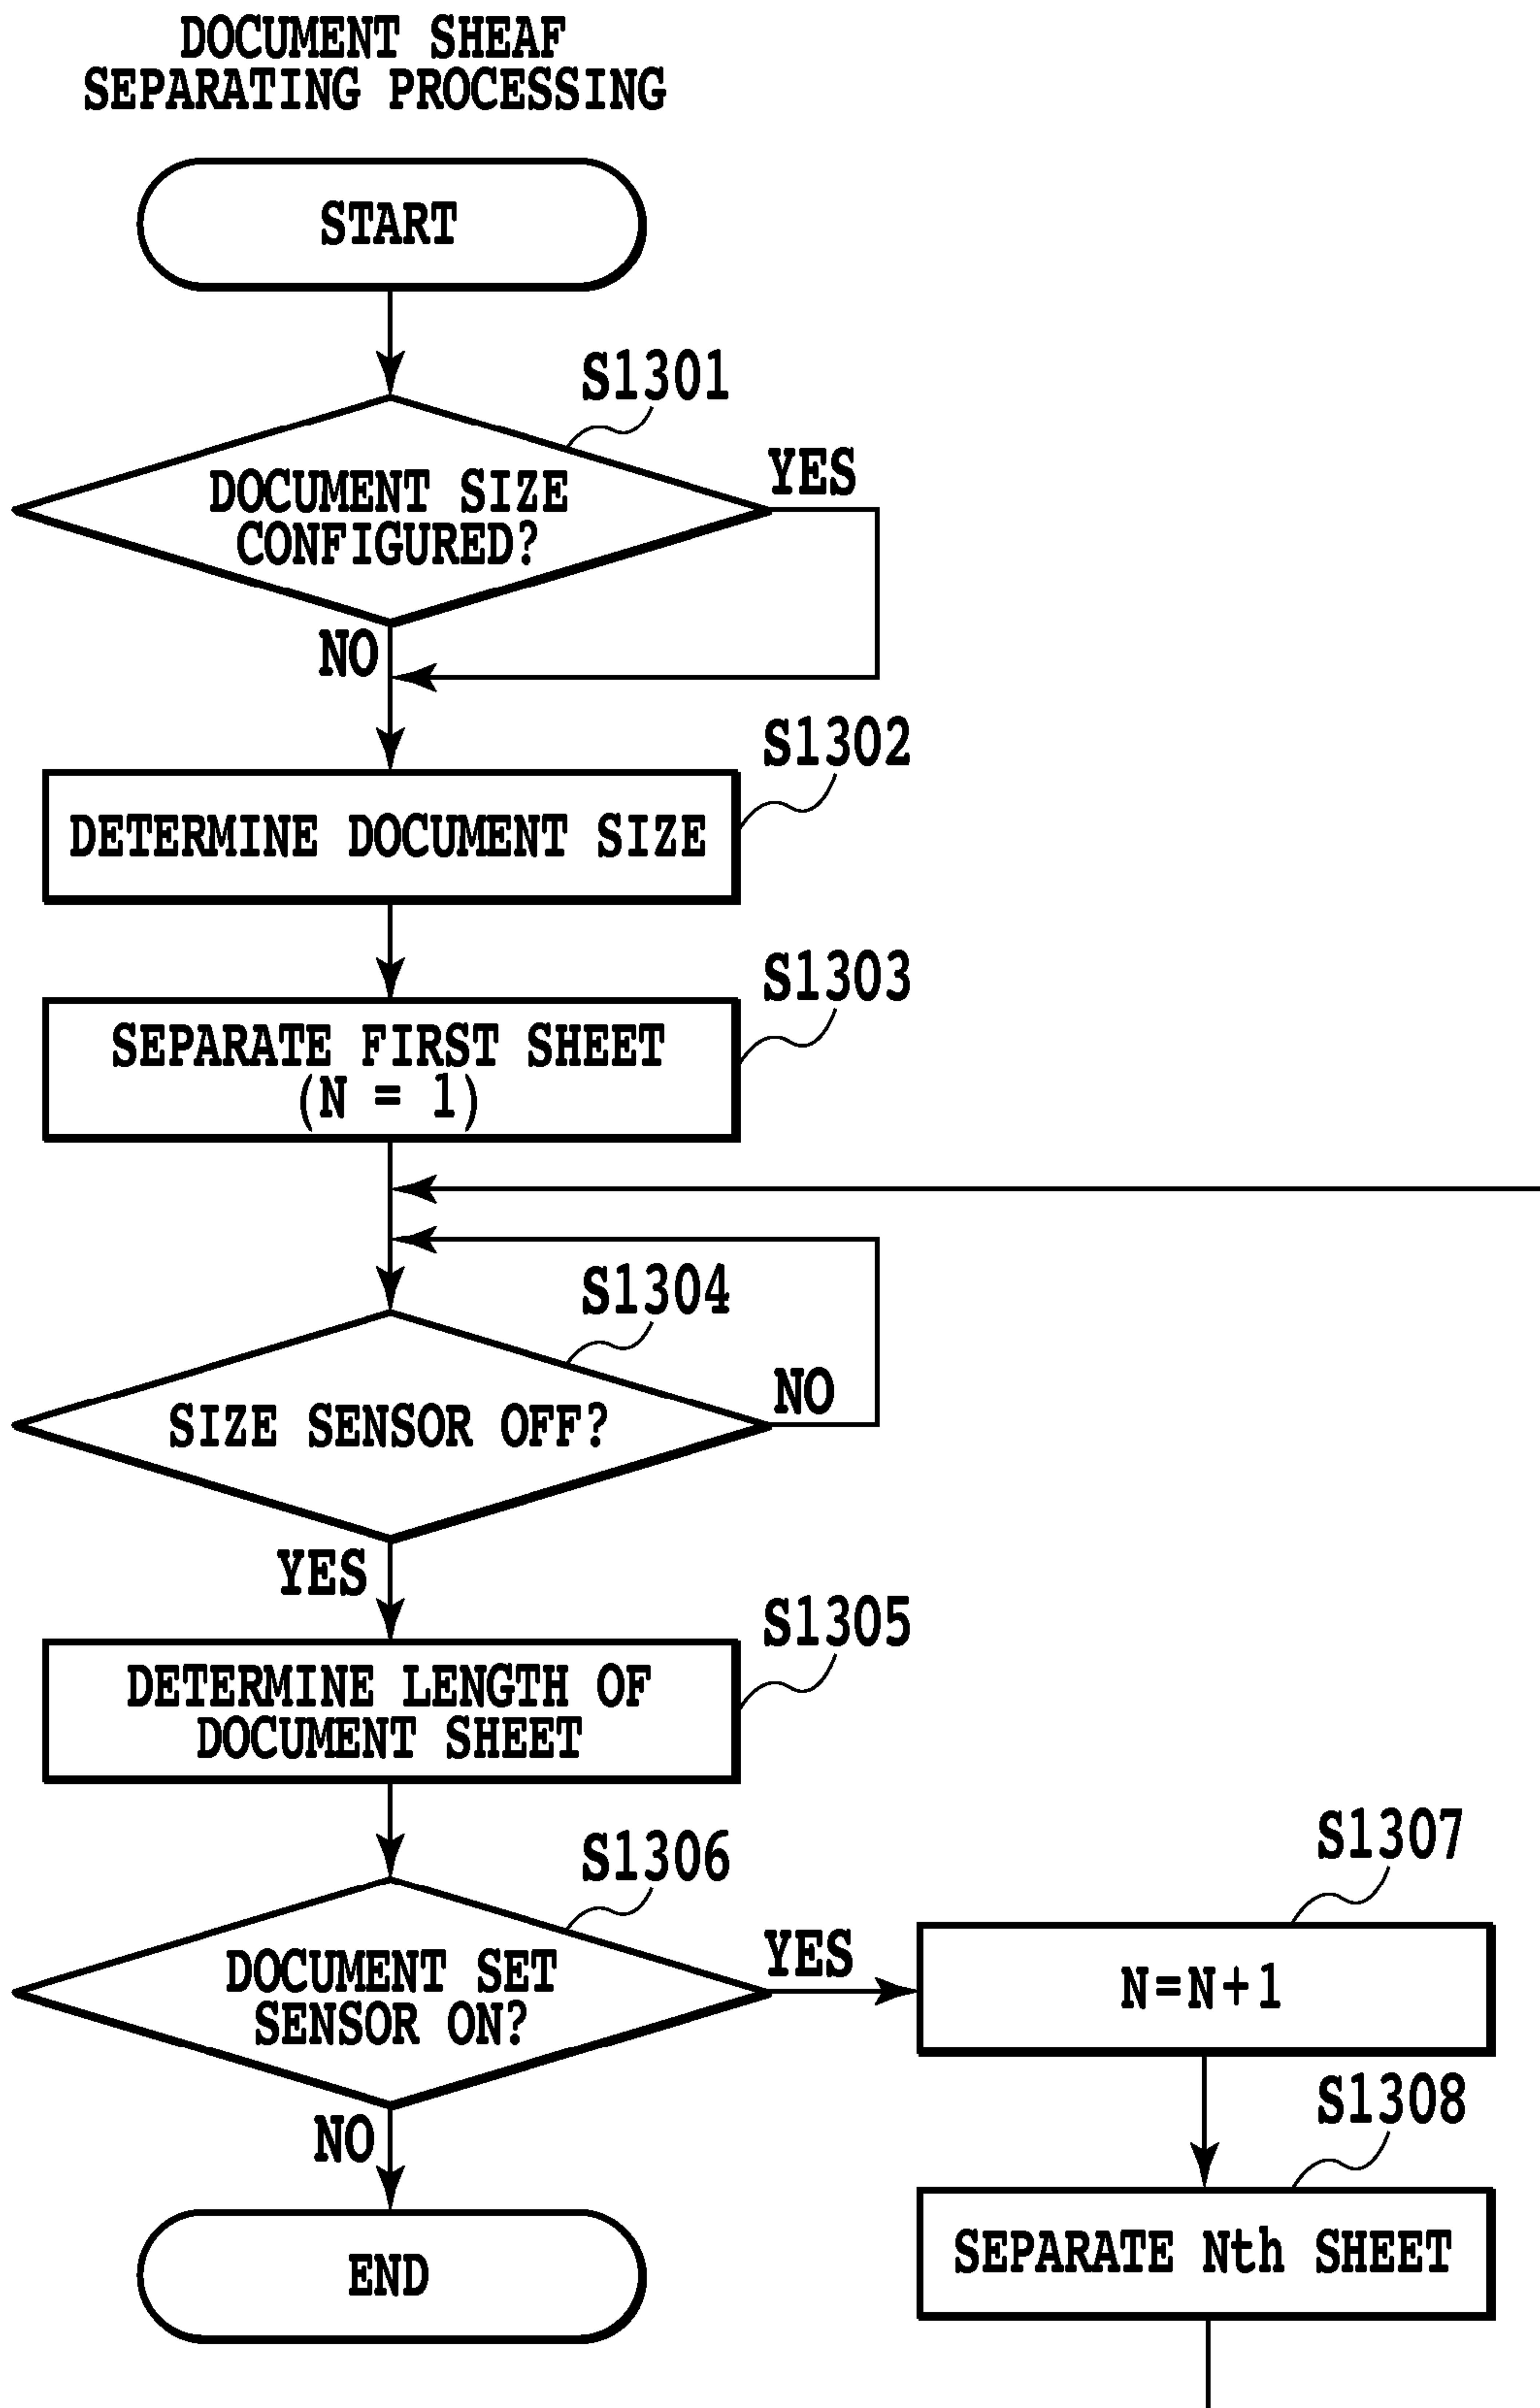 DOCUMENT SHEAF
SEPARATING PROCESSING
START
S1301
DOCUMENT SIZE
CONFIGURED?
YES
NO
S1302
DETERMINE DOCUMENT SIZE
S1303
SEPARATE FIRST SHEET
(N = 1)
S1304
SIZE SENSOR OFF?
NO
YES
S1305
DETERMINE LENGTH OF
DOCUMENT SHEET
S1306
DOCUMENT SET
SENSOR ON?
YES
S1307
N=N+1
NO
S1308
SEPARATE Nth SHEET
END